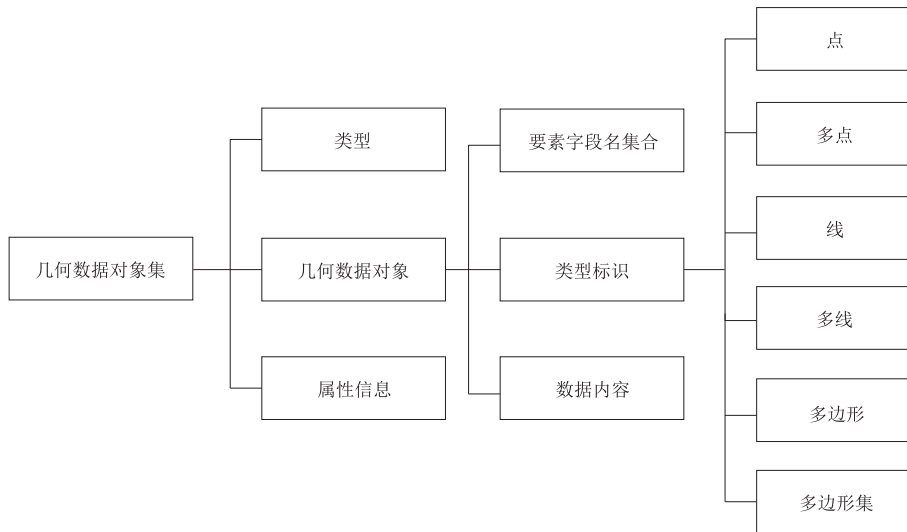 几何数据对象集
类型
几何数据对象
属性信息
要素字段名集合
类型标识
数据内容
点
多点
线
多线
多边形
多边形集